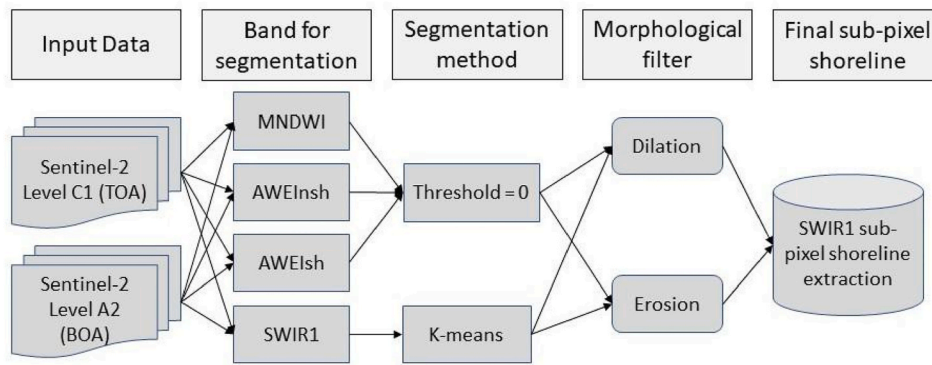 Input Data
Band for
segmentation
Segmentation
method
Morphological
filter
Final sub-pixel
shoreline
Sentinel-2
Level C1 (TOA)
Sentinel-2
Level A2
(BOA)
MNDWI
AWEInsh
AWEIsh
SWIR1
Threshold = 0
K-means
Dilation
Erosion
SWIR1 sub-
pixel shoreline
extraction